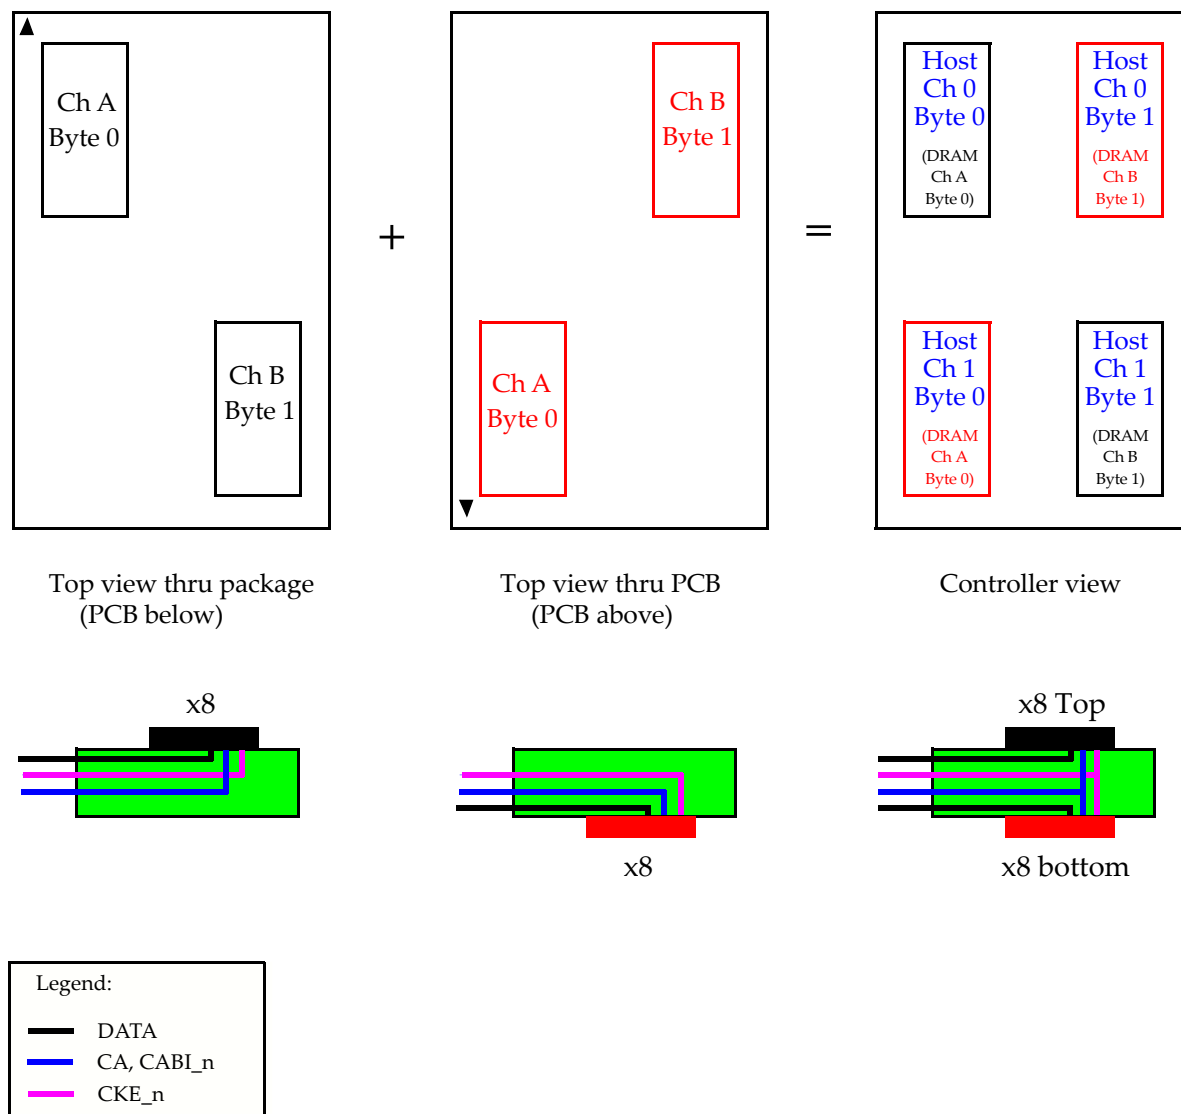 Ch A
Byte 0
Ch B
Byte 1
+
Ch B
Byte 1
Ch A
Byte 0
=
Host
Ch 0
Byte 0
(DRAM
Ch A
Byte 0)
Host
Ch 0
Byte 1
(DRAM
Ch B
Byte 1)
Host
Ch 1
Byte 0
(DRAM
Ch A
Byte 0)
Host
Ch 1
Byte 1
(DRAM
Ch B
Byte 1)
Top view thru package
(PCB below)
Top view thru PCB
(PCB above)
Controller view
x8
x8
x8 Top
x8 bottom
Legend:
DATA
CA, CABI_n
CKE_n